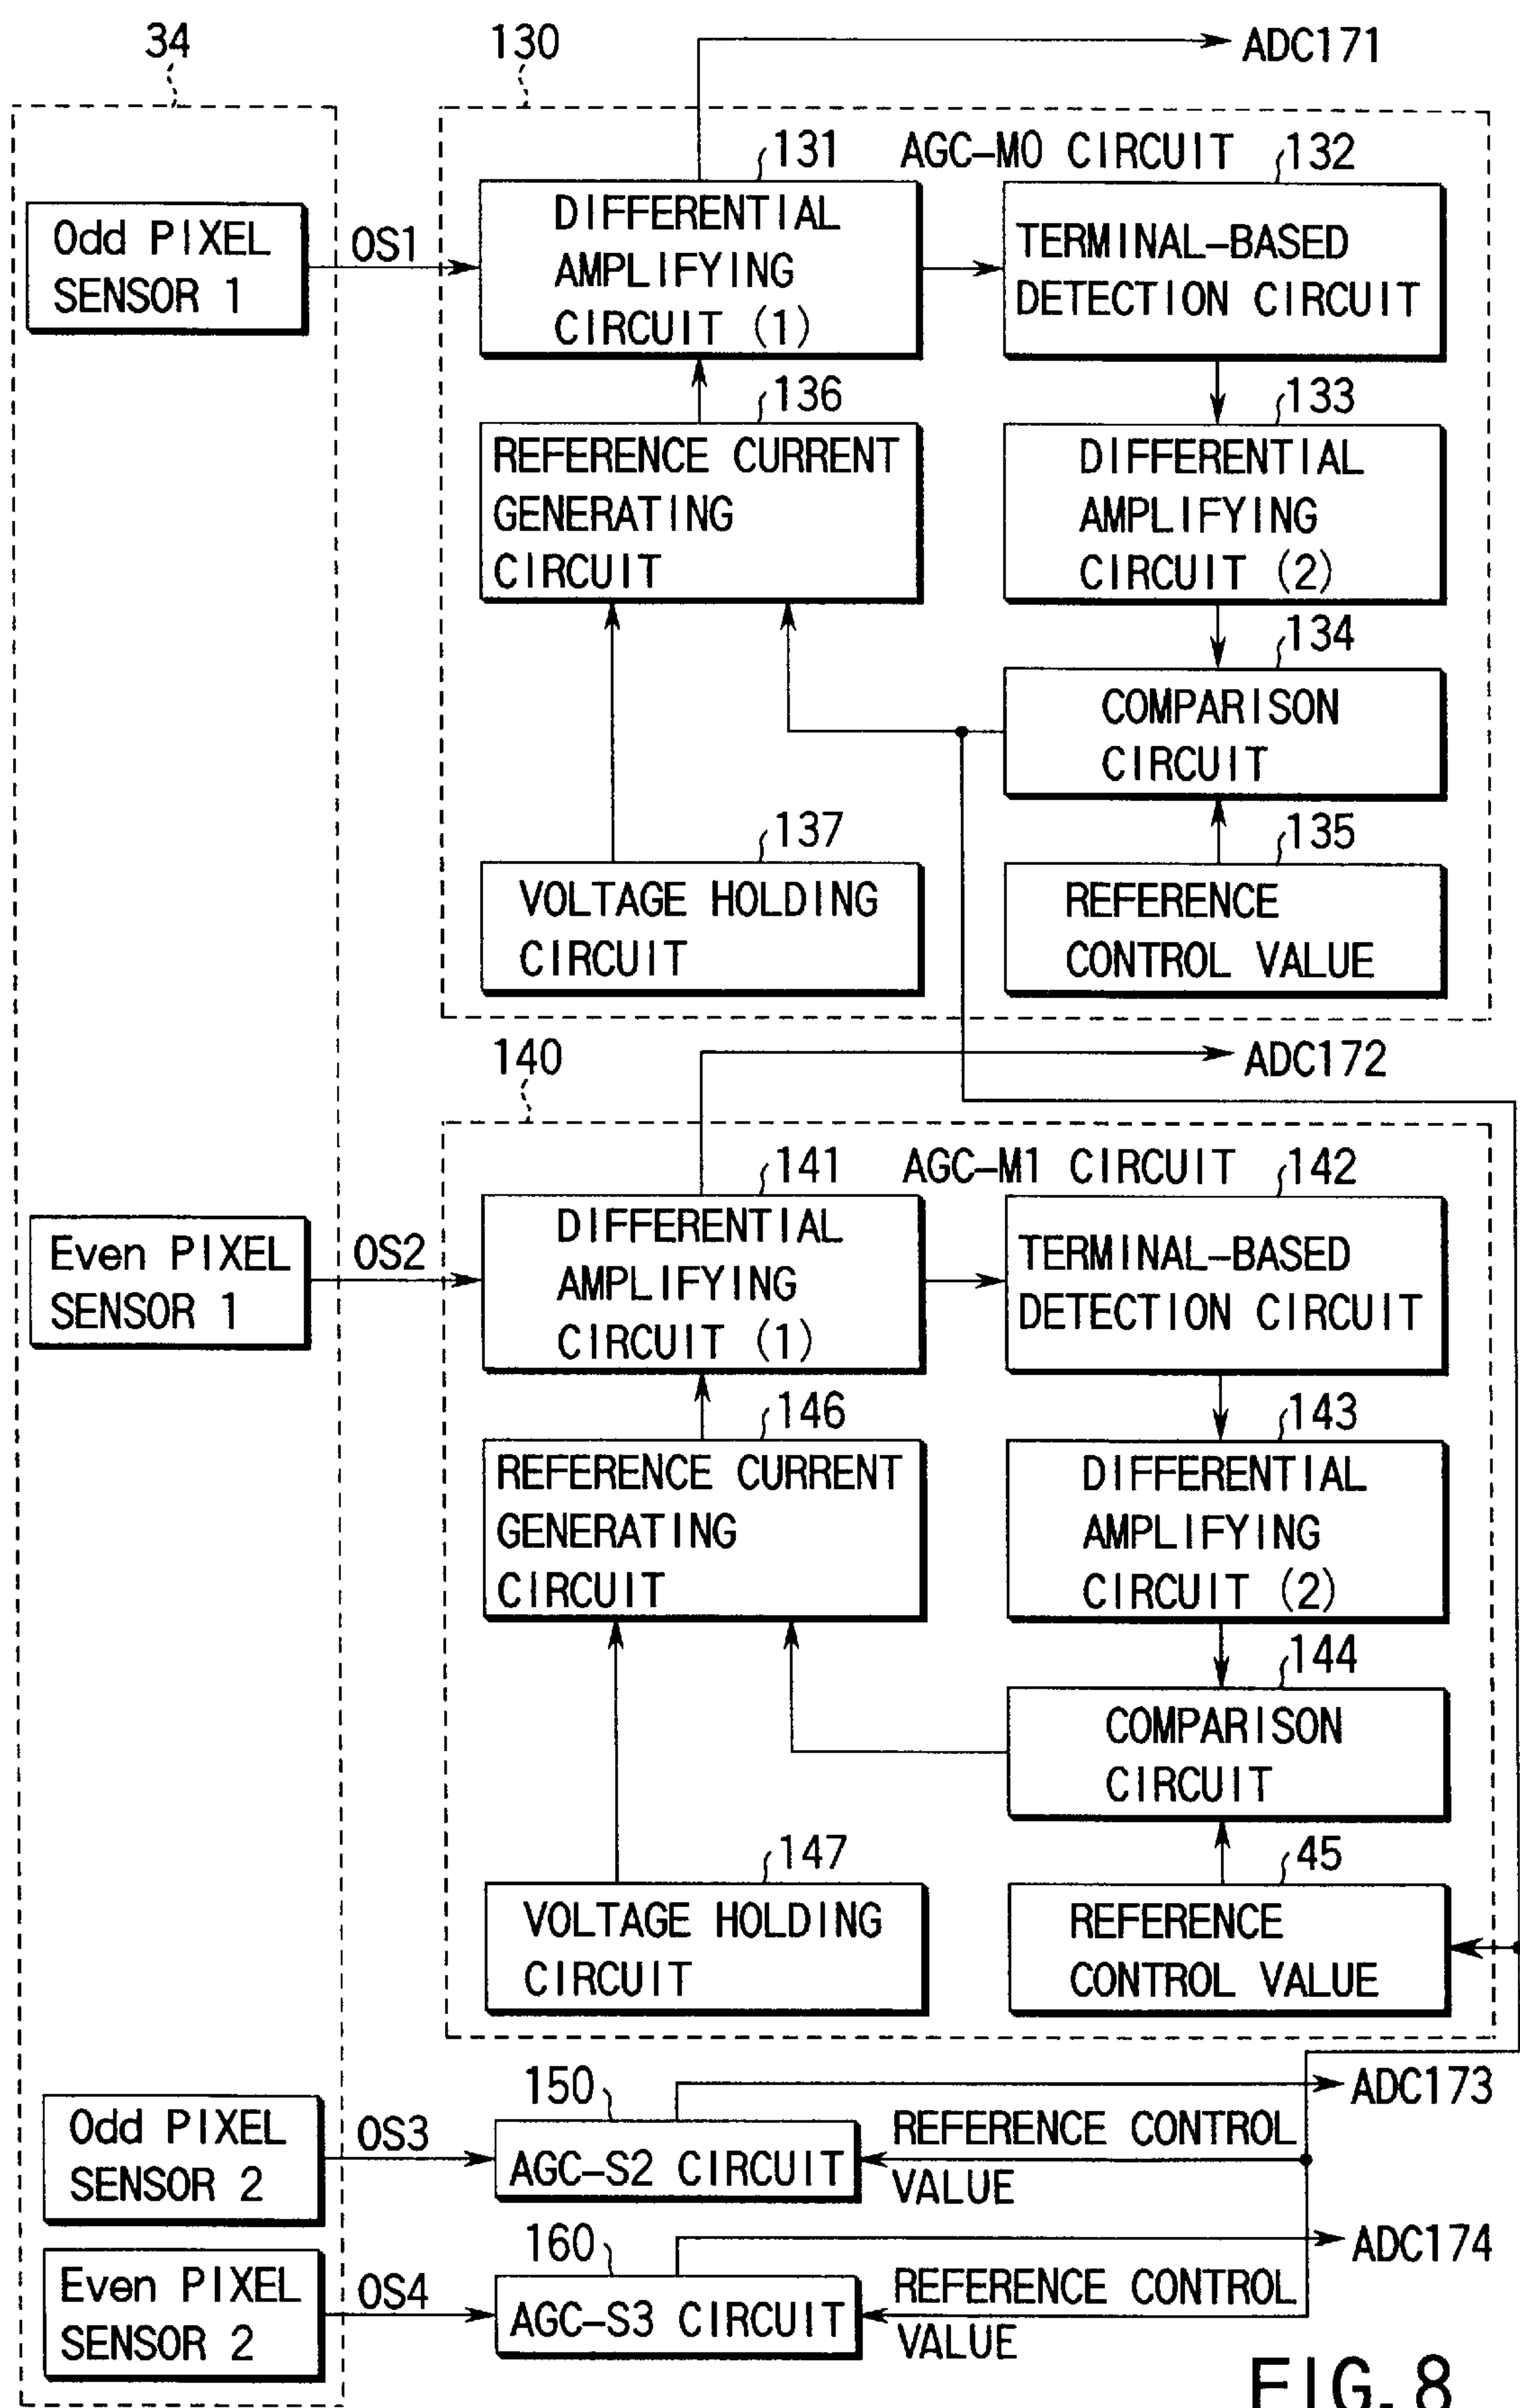 34
130
ADC171
AGC-M0 CIRCUIT
131
132
Odd PIXEL
SENSOR 1
OS1
DIFFERENTIAL
AMPLIFYING
CIRCUIT (1)
TERMINAL-BASED
DETECTION CIRCUIT
136
133
REFERENCE CURRENT
GENERATING
CIRCUIT
DIFFERENTIAL
AMPLIFYING
CIRCUIT (2)
134
COMPARISON
CIRCUIT
137
135
VOLTAGE HOLDING
CIRCUIT
REFERENCE
CONTROL VALUE
140
ADC172
AGC-M1 CIRCUIT
141
142
Even PIXEL
SENSOR 1
OS2
DIFFERENTIAL
AMPLIFYING
CIRCUIT (1)
TERMINAL-BASED
DETECTION CIRCUIT
146
143
REFERENCE CURRENT
GENERATING
CIRCUIT
DIFFERENTIAL
AMPLIFYING
CIRCUIT (2)
144
COMPARISON
CIRCUIT
147
45
VOLTAGE HOLDING
CIRCUIT
REFERENCE
CONTROL VALUE
150
ADC173
Odd PIXEL
SENSOR 2
OS3
AGC-S2 CIRCUIT
REFERENCE CONTROL
VALUE
160
ADC174
Even PIXEL
SENSOR 2
OS4
AGC-S3 CIRCUIT
REFERENCE CONTROL
VALUE
FIG. 8